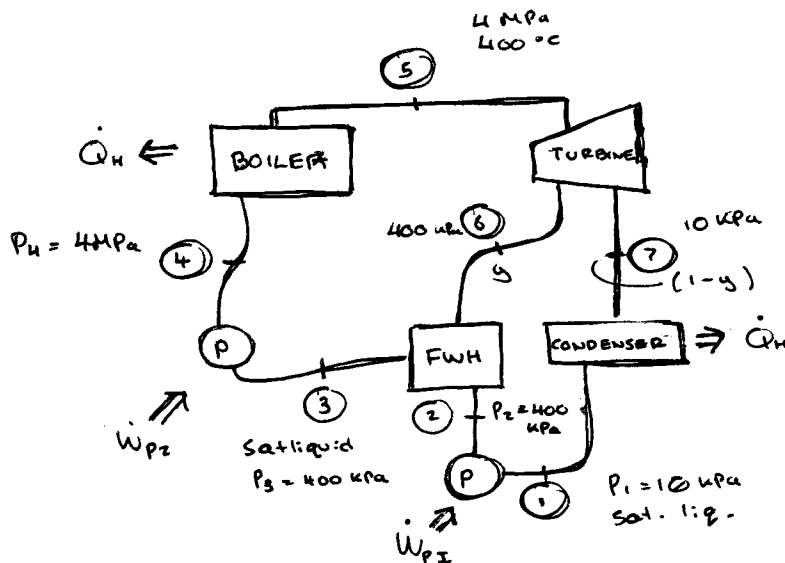 4 MPa
400 °C
5
Q̇H
BOILER
TURBINE
P4 = 4MPa
4
400 kPa
6
y
10 KPa
7
(1-y)
P
FWH
CONDENSER
Q̇H
3
2
P2 = 400
kPa
ẆP2
sat liquid
P3 = 400 kPa
P
1
P1 = 10 kPa
sat. liq.
ẆPI